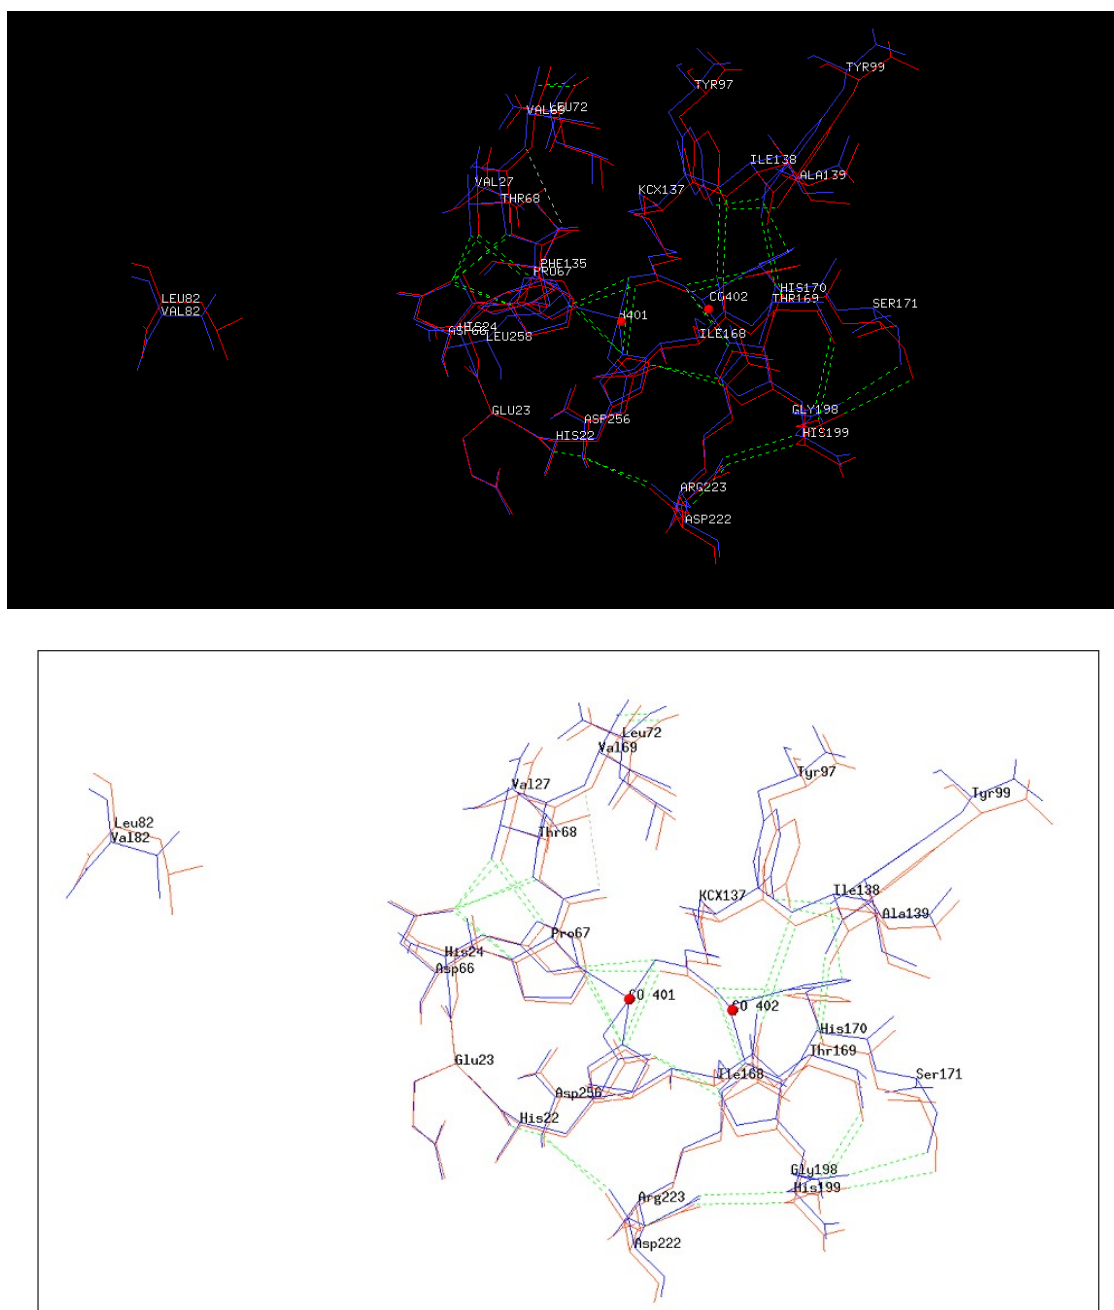 TYR99
TYR97
LEU72
VAL69
ILE138
ALA139
VAL27
KCX137
THR68
PHE135
PRO67
HIS170
THR169
CO402
SER171
LEU82
VAL82
HIS24
ASP66
LEU258
ILE168
GLU23
ASP256
GLY198
HIS22
HIS199
ARG223
ASP222
Leu72
Val69
Tyr97
Val27
Tyr99
Leu82
Val82
Thr68
KCX137
Ile138
Ala139
Pro67
His24
Asp66
CO 401
CO 402
His170
Thr169
Glu23
Ile168
Ser171
Asp256
His22
Gly198
His199
Arg223
Asp222